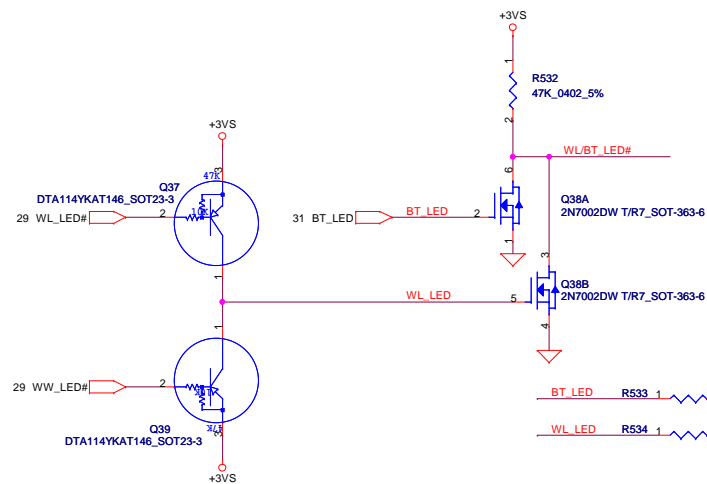 +3VS
1
R532
47K_0402_5%
2
+3VS
WL/BT_LED#
3
47K
6
Q37
DTA114YKAT146_SOT23-3
Q38A
2N7002DW T/R7_SOT-363-6
10K
29 WL_LED#
2
31 BT_LED
BT_LED
2
1
3
1
Q38B
2N7002DW T/R7_SOT-363-6
WL_LED
5
1
4
29 WW_LED#
2
BT_LED
R533
1
47K
Q39
DTA114YKAT146_SOT23-3
3
WL_LED
R534
1
+3VS